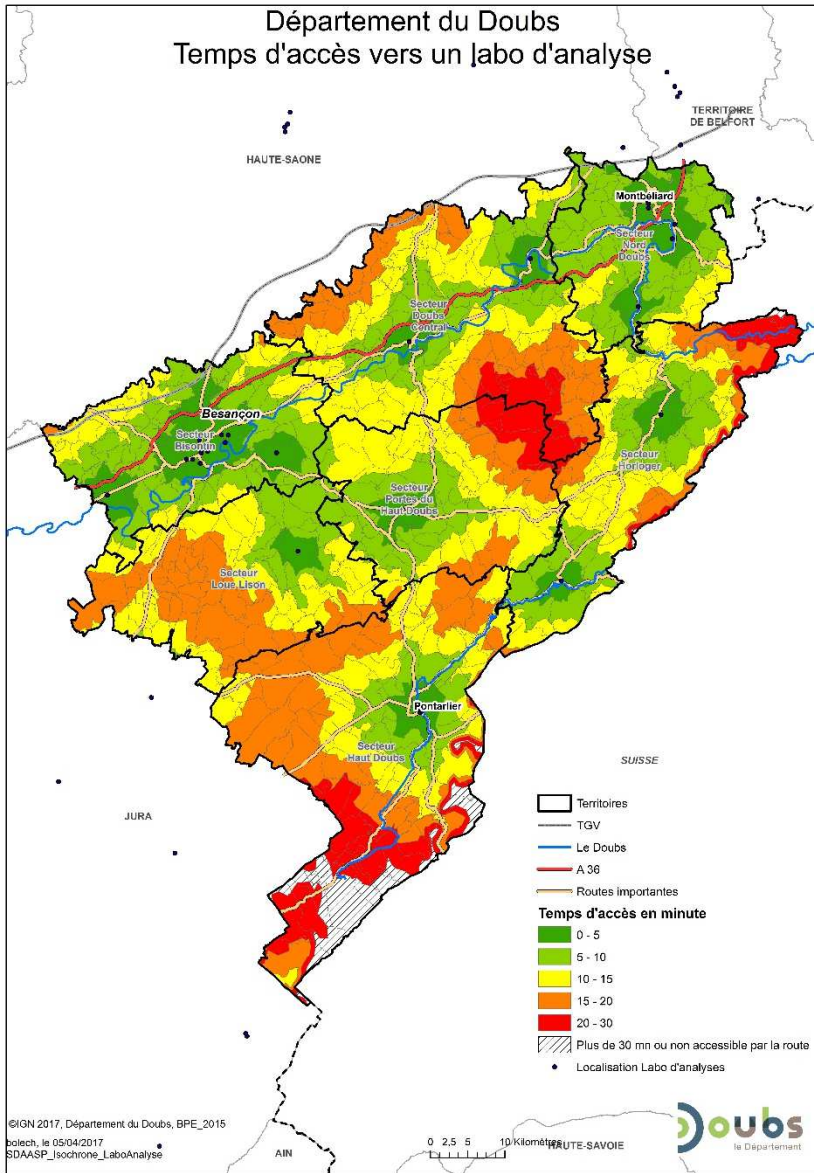 Département du Doubs
Temps d'accès vers un labo d'analyse
TERRITOIRE
DE BELFORT
HAUTE-SAONE
Montbéliard
Secteur
Nord
Doubs
Secteur
Doubs
Central
Besançon
Secteur
Bisontin
Secteur
Horloger
Secteur
Portes du
Haut Doubs
Secteur
Loue Lison
Pontarlier
Secteur
Haut Doubs
SUISSE
JURA
Territoires
TGV
Le Doubs
A 36
Routes importantes
Temps d'accès en minute
0 - 5
5 - 10
10 - 15
15 - 20
20 - 30
Plus de 30 mn ou non accessible par la route
Localisation Labo d'analyses
©IGN 2017, Département du Doubs, BPE_2015
bolech, le 05/04/2017
SDAASP_Isochrone_LaboAnalyse
AIN
0 2,5 5 10 Kilomètres
HAUTE-SAVOIE
Doubs
le Département